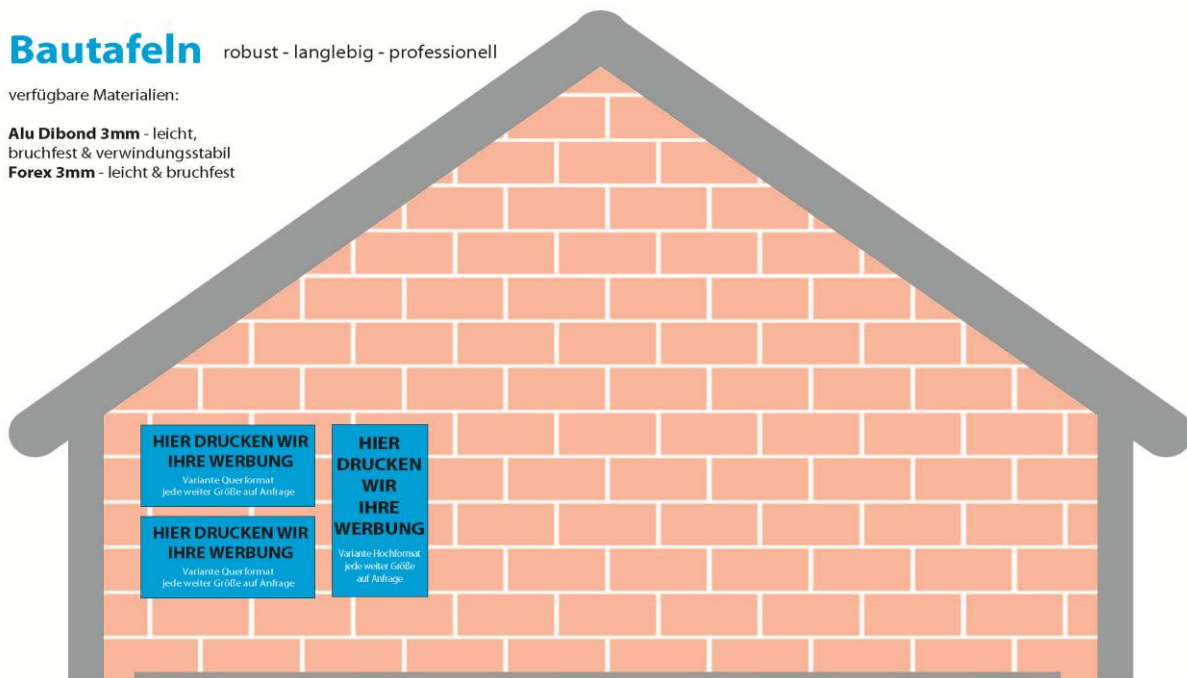 Bautafeln robust - langlebig - professionell
verfügbare Materialien:
Alu Dibond 3mm - leicht,
bruchfest & verwindungsstabil
Forex 3mm - leicht & bruchfest
HIER DRUCKEN WIR
IHRE WERBUNG
Variante Querformat
jede weiter Größe auf Anfrage
HIER DRUCKEN WIR
IHRE WERBUNG
Variante Querformat
jede weiter Größe auf Anfrage
HIER
DRUCKEN
WIR
IHRE
WERBUNG
Variante Hochformat
jede weiter Größe
auf Anfrage